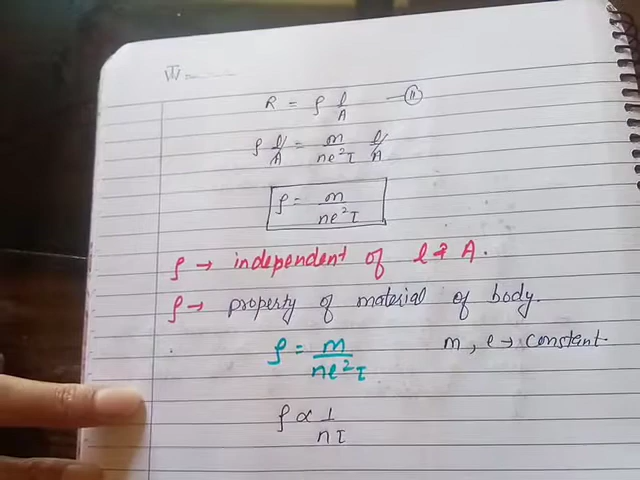 R = ρ l/A — (II)
ρ l/A = m/ne²τ l/A
ρ = m/ne²τ
ρ → independent of l & A.
ρ → property of material of body.
ρ = m/ne²τ m, e → constant
ρ ∝ 1/nτ